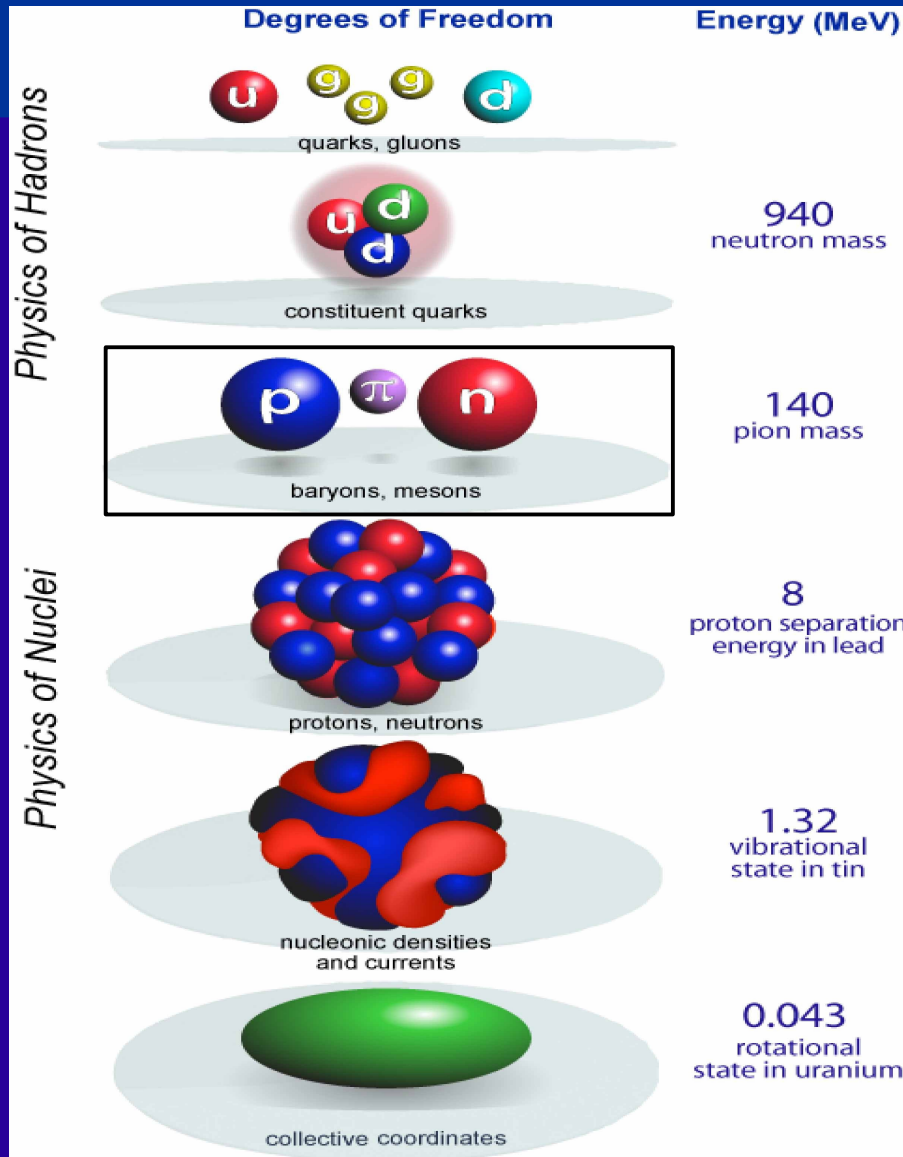 Degrees of Freedom
Energy (MeV)
Physics of Hadrons
u
g
g
g
d
quarks, gluons
u
d
d
constituent quarks
940
neutron mass
p
π
n
baryons, mesons
140
pion mass
Physics of Nuclei
protons, neutrons
8
proton separation
energy in lead
nucleonic densities
and currents
1.32
vibrational
state in tin
collective coordinates
0.043
rotational
state in uranium